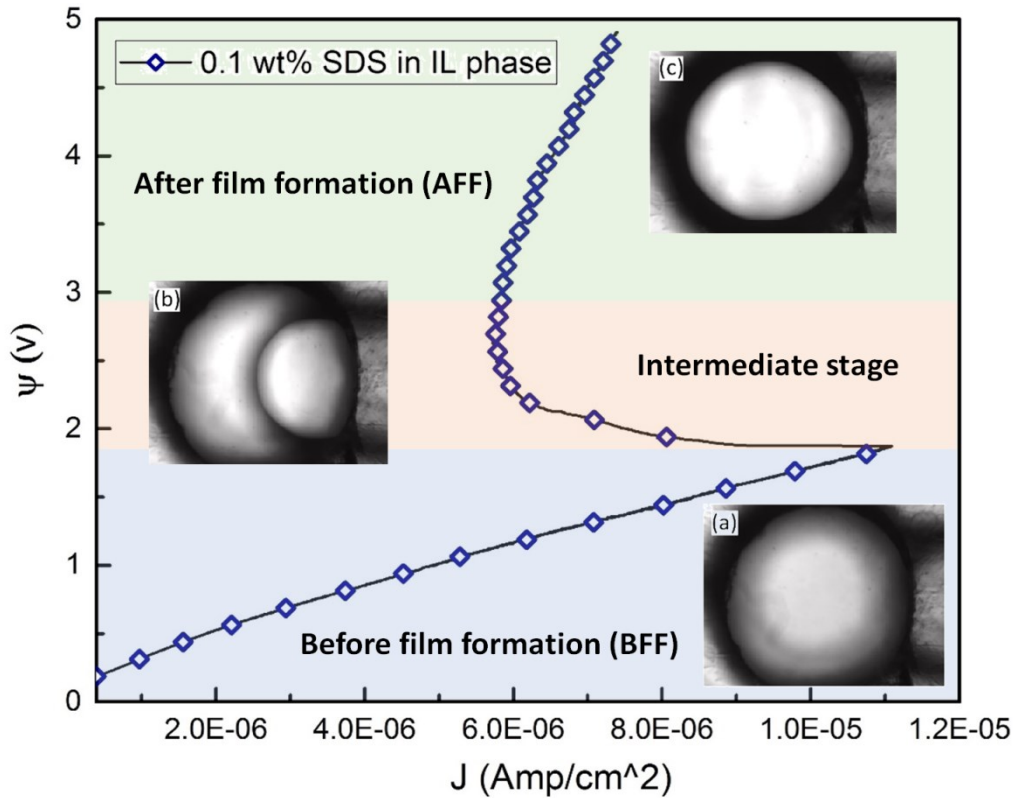 5
0.1 wt% SDS in IL phase
(c)
4
After film formation (AFF)
3
(b)
Intermediate stage
2
(a)
1
Before film formation (BFF)
0
ψ (v)
2.0E-06 4.0E-06 6.0E-06 8.0E-06 1.0E-05 1.2E-05
J (Amp/cm^2)